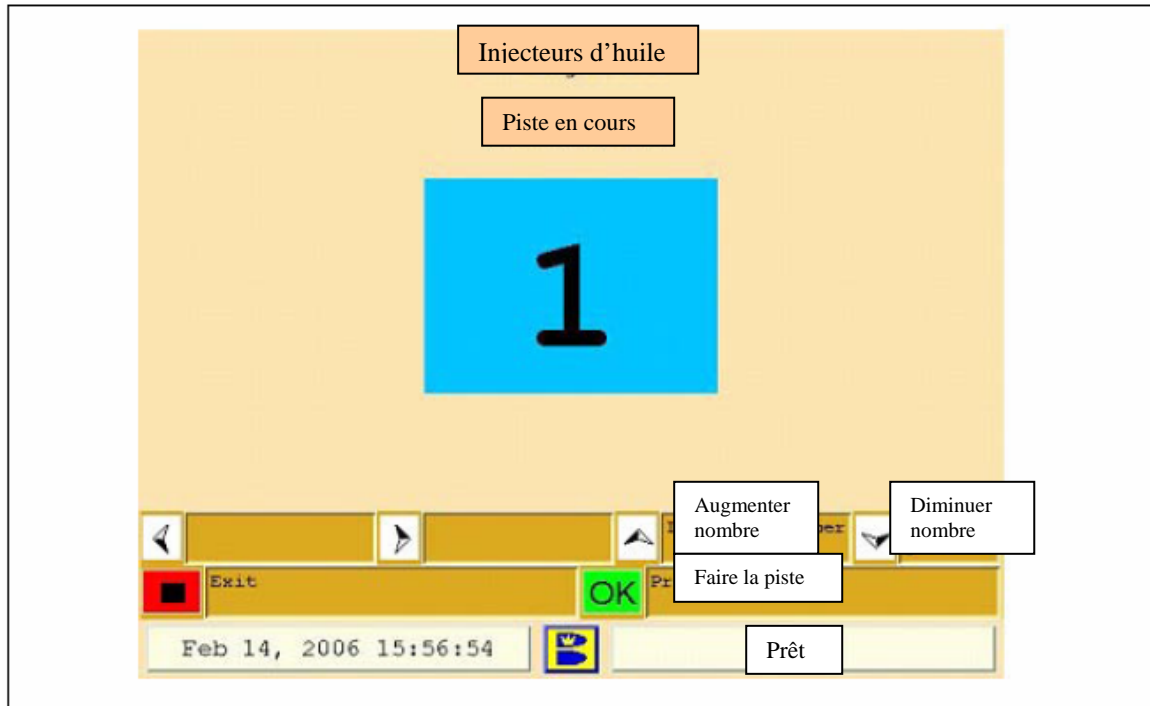 Injecteurs d’huile
Piste en cours
1
Augmenter
nombre
Diminuer
nombre
Exit
OK
Faire la piste
Feb 14, 2006 15:56:54
Prêt